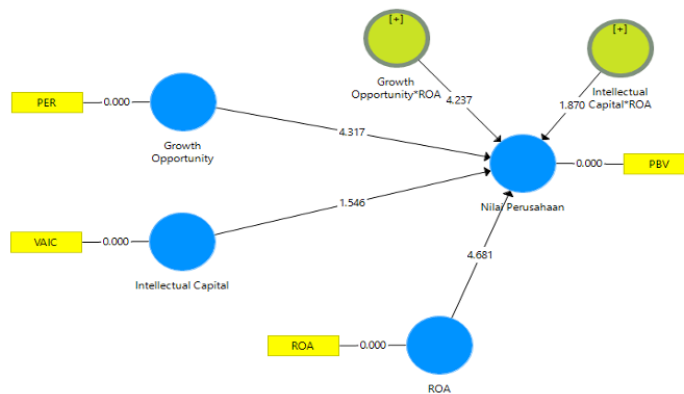 [+]
[+]
Growth
Opportunity*ROA
Intellectual
Capital*ROA
4.237
1.870
PER
0.000
Growth
Opportunity
4.317
0.000
PBV
Nilai Perusahaan
1.546
VAIC
0.000
Intellectual Capital
4.681
ROA
0.000
ROA